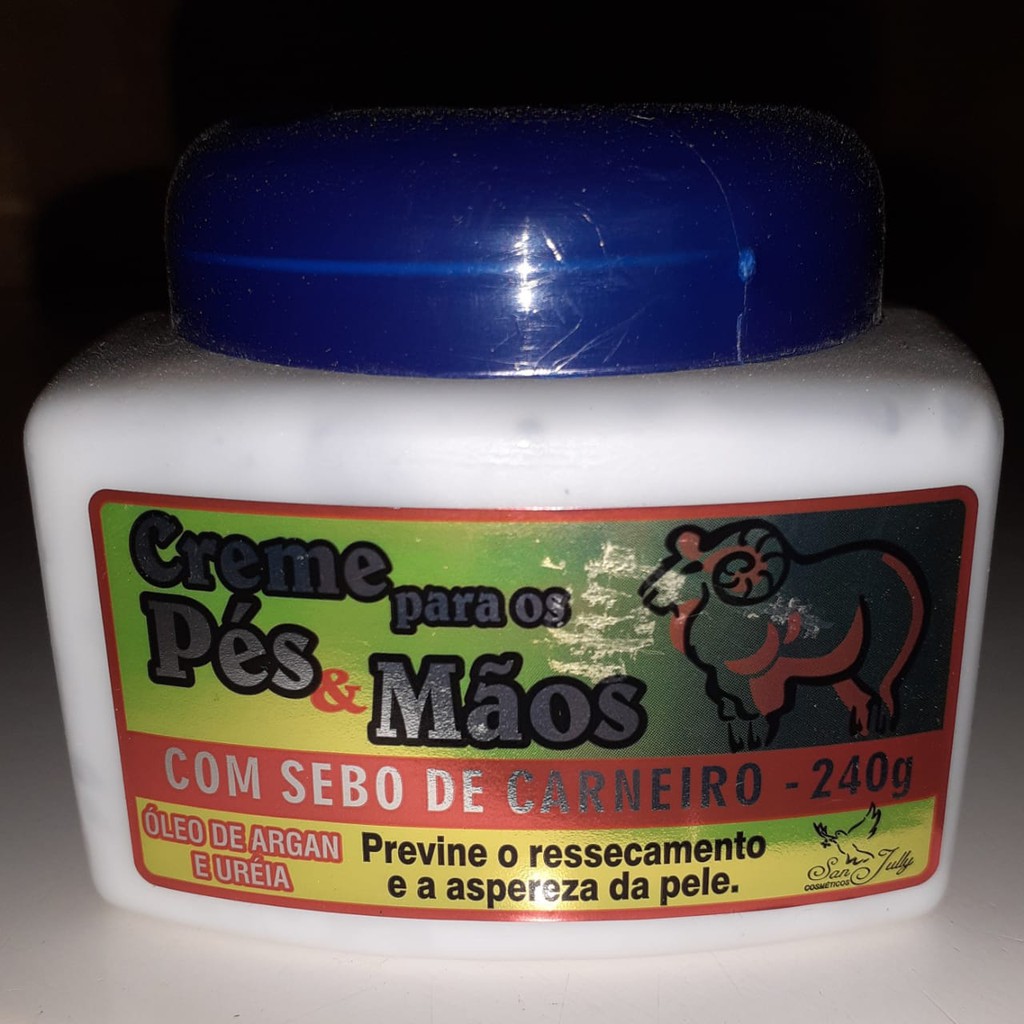 Creme para os
Pés & Mãos
COM SEBO DE CARNEIRO - 240g
ÓLEO DE ARGAN
E URÉIA
Previne o ressecamento
e a aspereza da pele.
San Jully
COSMÉTICOS